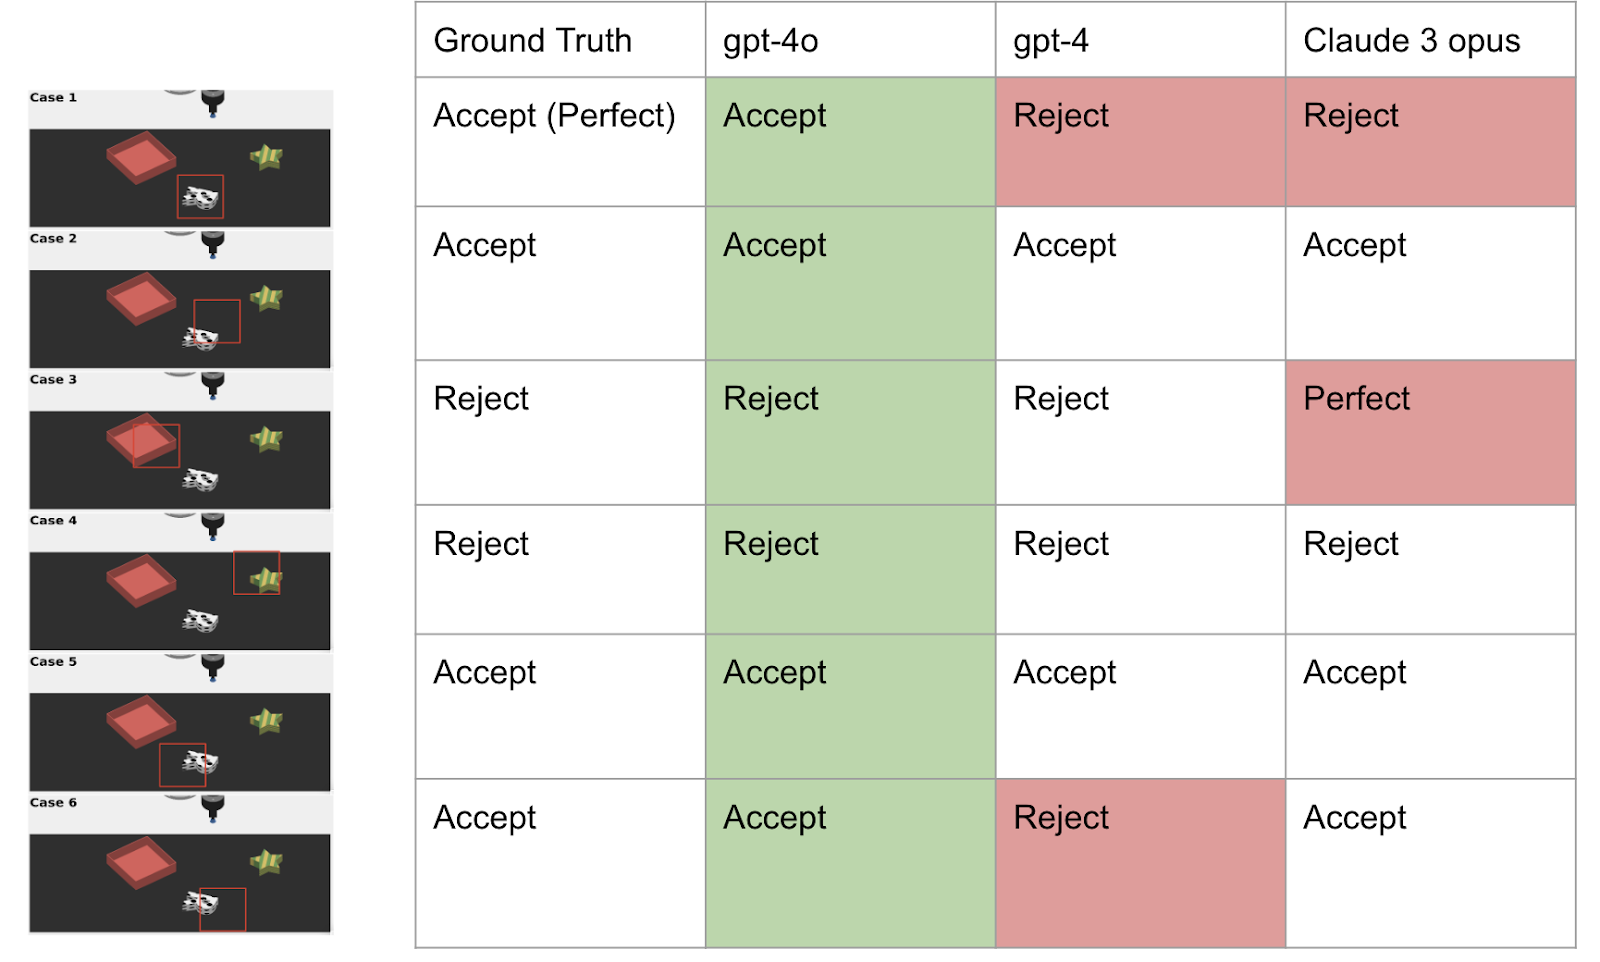 Ground Truth gpt-4o gpt-4 Claude 3 opus
Case 1
Accept (Perfect) Accept Reject Reject
Case 2
Accept Accept Accept Accept
Case 3
Reject Reject Reject Perfect
Case 4
Reject Reject Reject Reject
Case 5
Accept Accept Accept Accept
Case 6
Accept Accept Reject Accept